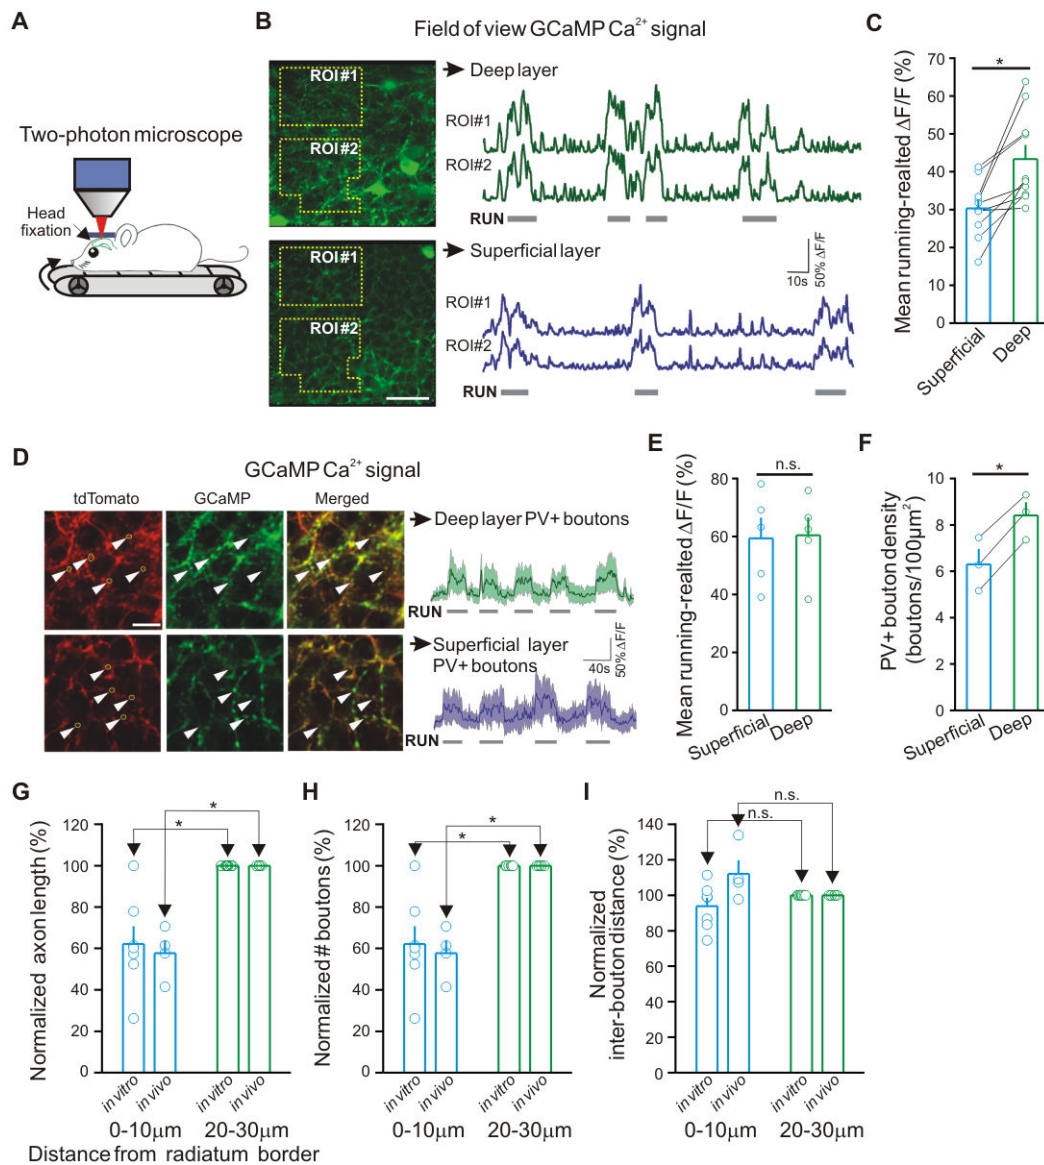 A
Two-photon microscope
Head
fixation
B
Field of view GCaMP Ca²⁺ signal
ROI#1
ROI#2
Deep layer
ROI#1
ROI#2
RUN
ROI#1
ROI#2
Superficial layer
ROI#1
ROI#2
RUN
10s
50% ΔF/F
C
Mean running-realted ΔF/F (%)
70
60
50
40
30
20
10
0
*
Superficial
Deep
D
GCaMP Ca²⁺ signal
tdTomato
GCaMP
Merged
Deep layer PV+ boutons
RUN
Superficial layer
PV+ boutons
40s
50% ΔF/F
RUN
E
Mean running-realted ΔF/F (%)
80
60
40
20
0
n.s.
Superficial
Deep
F
PV+ bouton density
(boutons/100μm²)
10
8
6
4
2
0
*
Superficial
Deep
G
Normalized axon length (%)
120
100
80
60
40
20
0
*
*
in vitro
in vivo
in vitro
in vivo
0-10μm
20-30μm
Distance from radiatum border
H
Normalized # boutons (%)
120
100
80
60
40
20
0
*
*
in vitro
in vivo
in vitro
in vivo
0-10μm
20-30μm
I
Normalized
inter-bouton distance (%)
140
120
100
80
60
40
20
0
n.s.
n.s.
in vitro
in vivo
in vitro
in vivo
0-10μm
20-30μm